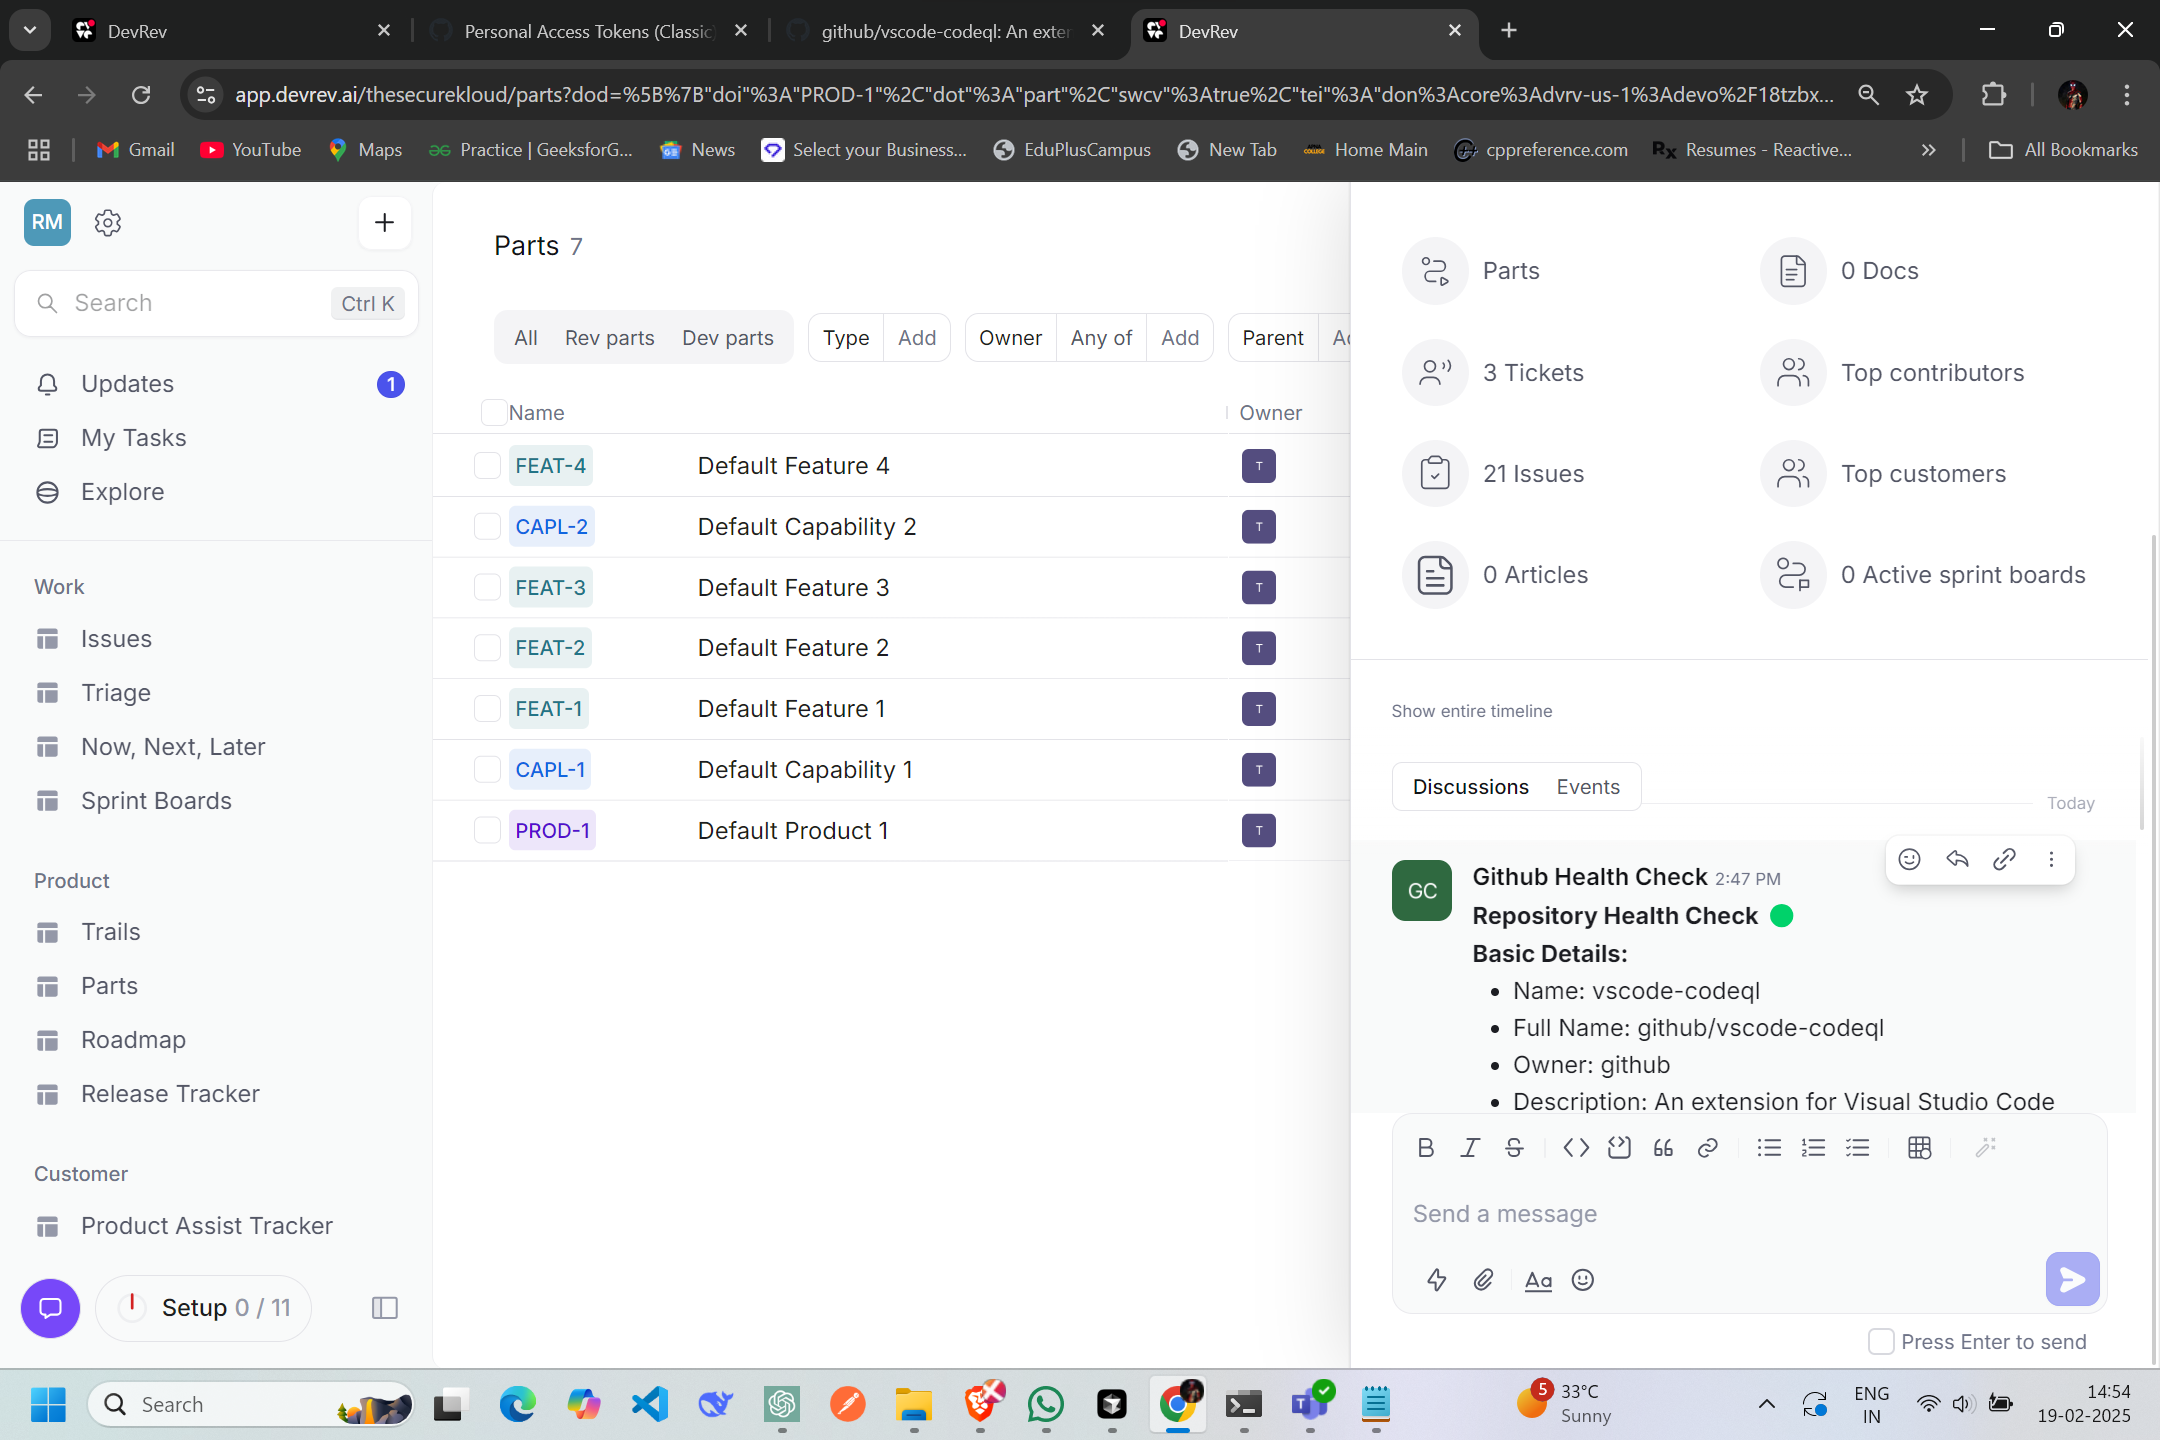 DevRev
Personal Access Tokens (Classic)
github/vscode-codeql: An exter
DevRev
app.devrev.ai/thesecurekloud/parts?dod=%5B%7B"doi"%3A"PROD-1"%2C"dot"%3A"part"%2C"swcv"%3Atrue%2C"tei"%3A"don%3Acore%3Advrv-us-1%3Adevo%2F18tzbx...
Gmail
YouTube
Maps
Practice | GeeksforG...
News
Select your Business...
EduPlusCampus
New Tab
Home Main
cppreference.com
Rx Resumes - Reactive...
All Bookmarks
RM
Search
Ctrl K
Updates
1
My Tasks
Explore
Work
Issues
Triage
Now, Next, Later
Sprint Boards
Product
Trails
Parts
Roadmap
Release Tracker
Customer
Product Assist Tracker
Setup 0 / 11
Parts 7
All Rev parts Dev parts
Type Add
Owner Any of Add
Parent Ad
Name Owner
FEAT-4 Default Feature 4 T
CAPL-2 Default Capability 2 T
FEAT-3 Default Feature 3 T
FEAT-2 Default Feature 2 T
FEAT-1 Default Feature 1 T
CAPL-1 Default Capability 1 T
PROD-1 Default Product 1 T
Parts
0 Docs
3 Tickets
Top contributors
21 Issues
Top customers
0 Articles
0 Active sprint boards
Show entire timeline
Discussions Events
Today
GC
Github Health Check 2:47 PM
Repository Health Check
Basic Details:
• Name: vscode-codeql
• Full Name: github/vscode-codeql
• Owner: github
• Description: An extension for Visual Studio Code
Send a message
Aa
Press Enter to send
Search
5
33°C
Sunny
ENG
IN
14:54
19-02-2025